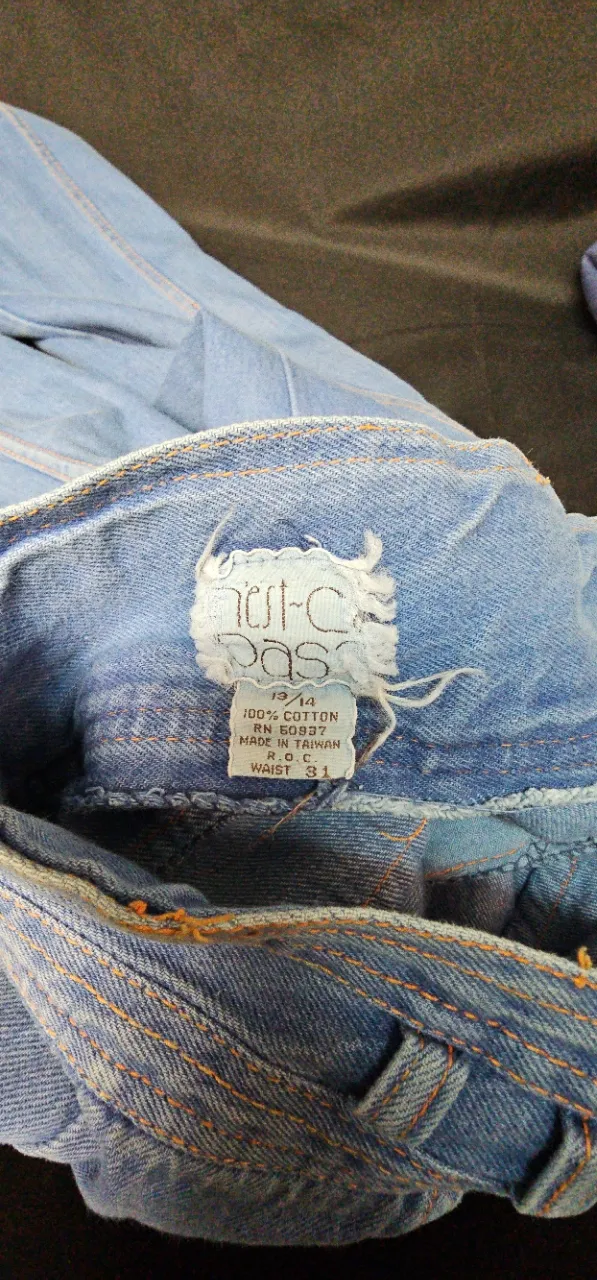 13/14
100% COTTON
RN 50937
MADE IN TAIWAN
R.O.C.
WAIST 31